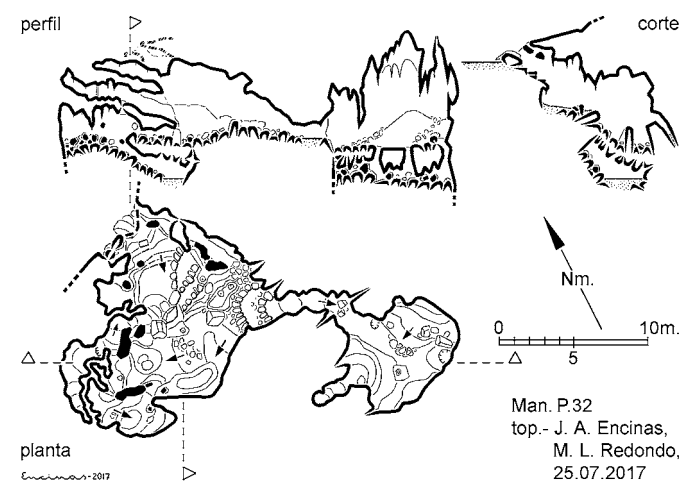 perfil
corte
Nm.
0 10m.
5
Man. P.32
top.- J. A. Encinas,
M. L. Redondo,
25.07.2017
planta
Encinas-2017